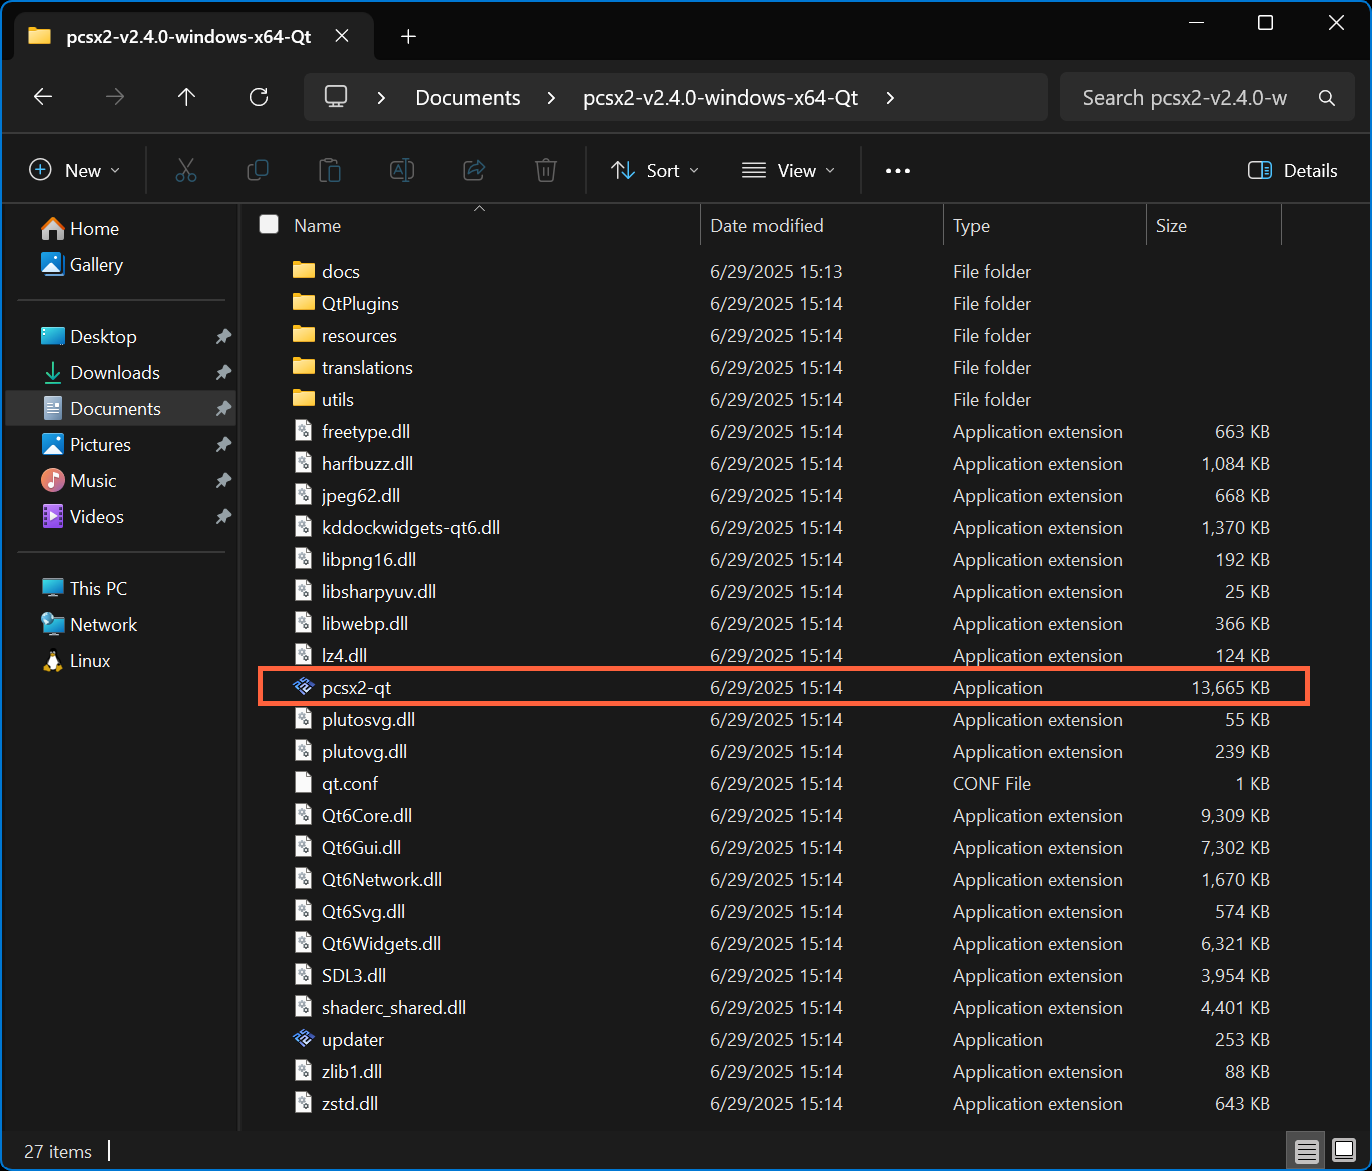 pcsx2-v2.4.0-windows-x64-Qt
Documents pcsx2-v2.4.0-windows-x64-Qt Search pcsx2-v2.4.0-w
New Sort View Details
Home
Gallery
Desktop
Downloads
Documents
Pictures
Music
Videos
This PC
Network
Linux
Name Date modified Type Size
docs 6/29/2025 15:13 File folder
QtPlugins 6/29/2025 15:14 File folder
resources 6/29/2025 15:14 File folder
translations 6/29/2025 15:14 File folder
utils 6/29/2025 15:14 File folder
freetype.dll 6/29/2025 15:14 Application extension 663 KB
harfbuzz.dll 6/29/2025 15:14 Application extension 1,084 KB
jpeg62.dll 6/29/2025 15:14 Application extension 668 KB
kddockwidgets-qt6.dll 6/29/2025 15:14 Application extension 1,370 KB
libpng16.dll 6/29/2025 15:14 Application extension 192 KB
libsharpyuv.dll 6/29/2025 15:14 Application extension 25 KB
libwebp.dll 6/29/2025 15:14 Application extension 366 KB
lz4.dll 6/29/2025 15:14 Application extension 124 KB
pcsx2-qt 6/29/2025 15:14 Application 13,665 KB
plutosvg.dll 6/29/2025 15:14 Application extension 55 KB
plutovg.dll 6/29/2025 15:14 Application extension 239 KB
qt.conf 6/29/2025 15:14 CONF File 1 KB
Qt6Core.dll 6/29/2025 15:14 Application extension 9,309 KB
Qt6Gui.dll 6/29/2025 15:14 Application extension 7,302 KB
Qt6Network.dll 6/29/2025 15:14 Application extension 1,670 KB
Qt6Svg.dll 6/29/2025 15:14 Application extension 574 KB
Qt6Widgets.dll 6/29/2025 15:14 Application extension 6,321 KB
SDL3.dll 6/29/2025 15:14 Application extension 3,954 KB
shaderc_shared.dll 6/29/2025 15:14 Application extension 4,401 KB
updater 6/29/2025 15:14 Application 253 KB
zlib1.dll 6/29/2025 15:14 Application extension 88 KB
zstd.dll 6/29/2025 15:14 Application extension 643 KB
27 items